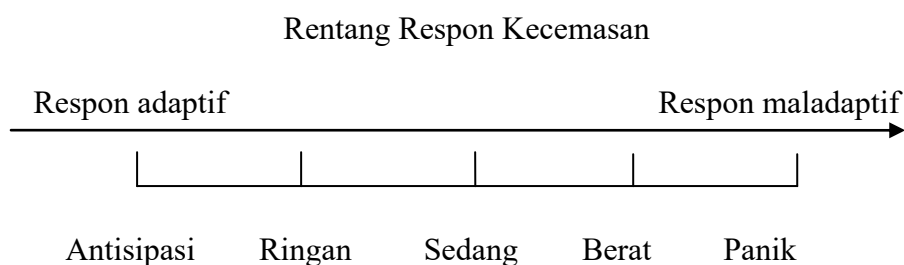 Rentang Respon Kecemasan
Respon adaptif Respon maladaptif
Antisipasi Ringan Sedang Berat Panik